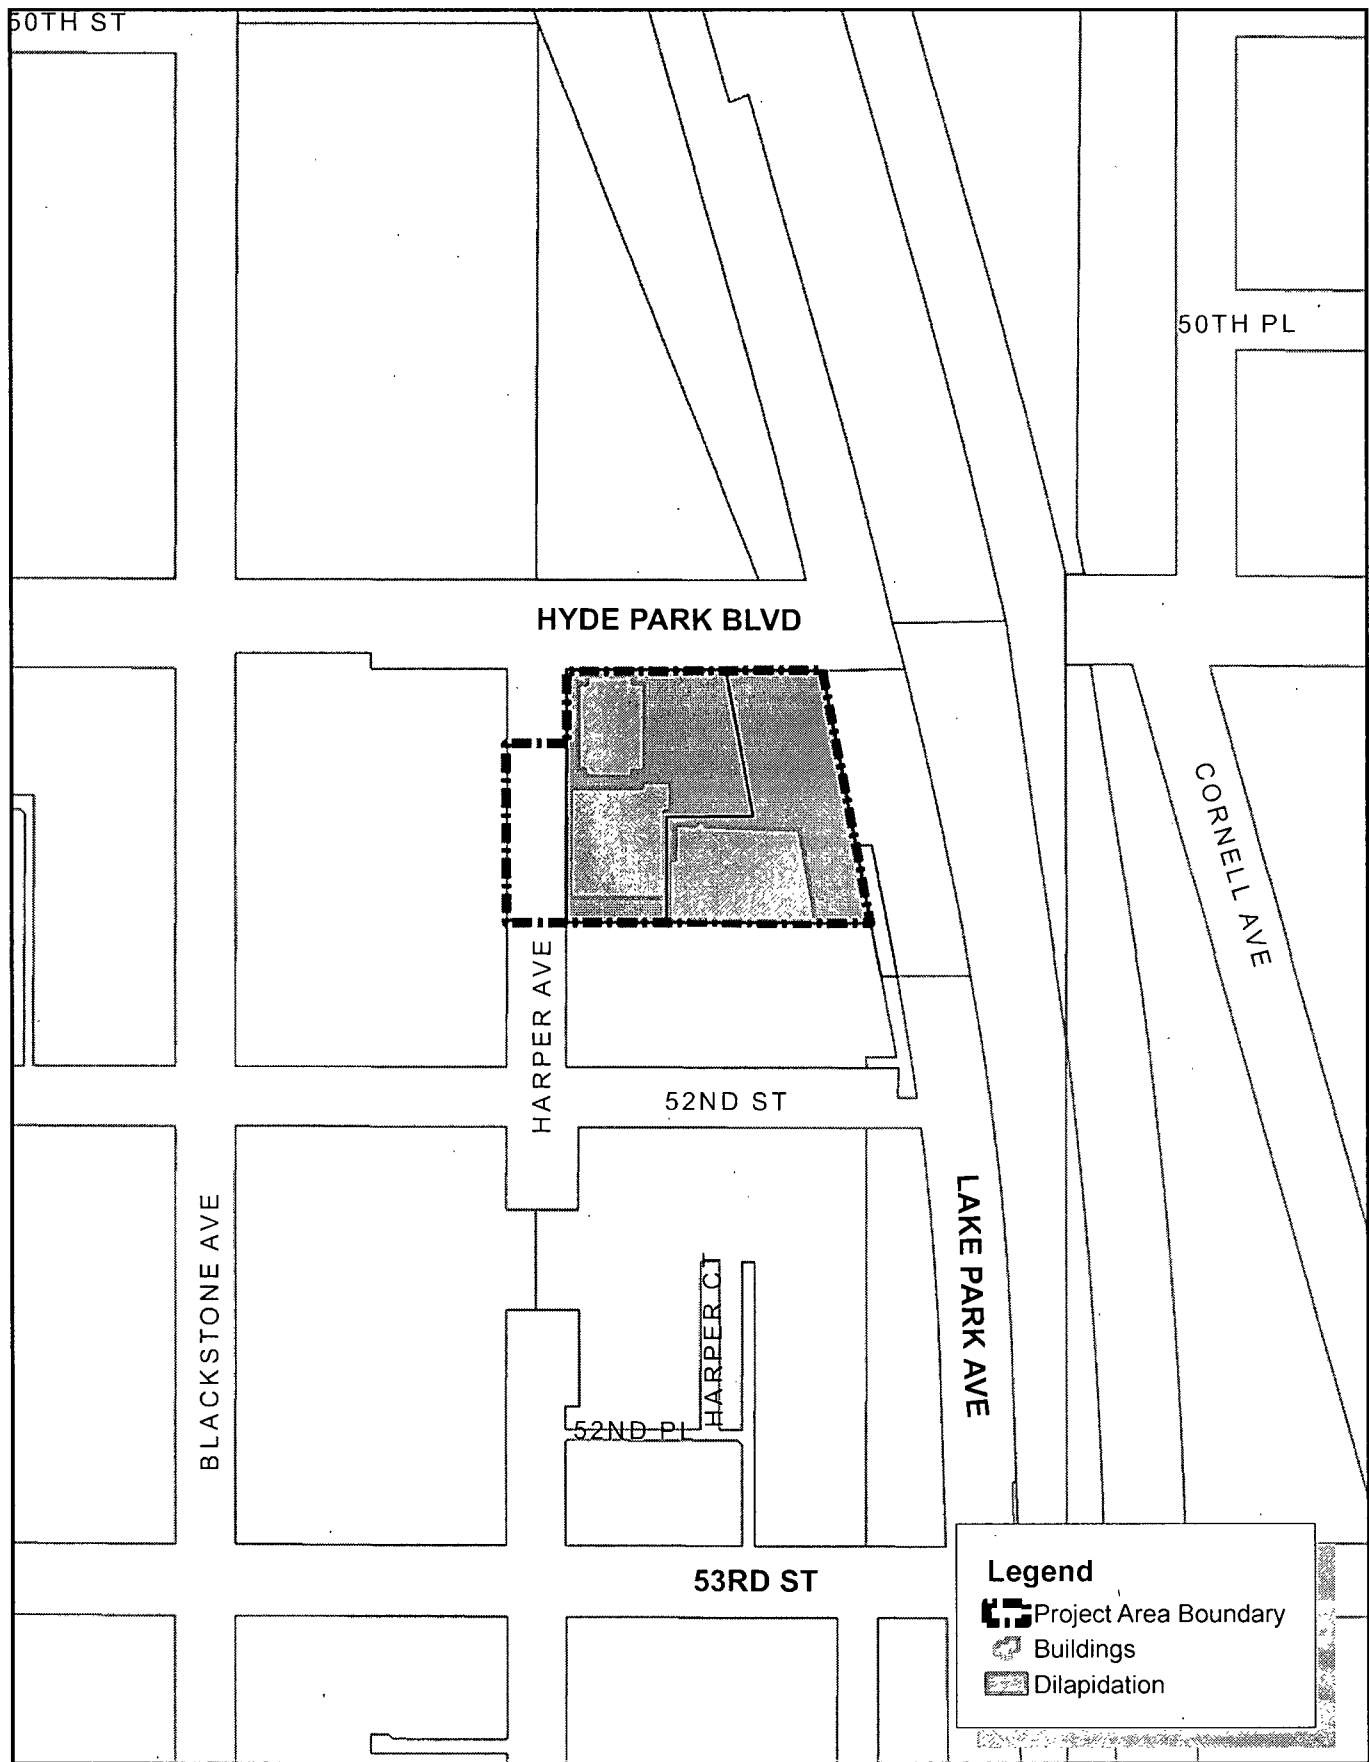 50TH ST
50TH PL
HYDE PARK BLVD
CORNELL AVE
HARPER AVE
52ND ST
BLACKSTONE AVE
LAKE PARK AVE
HARPER CT
52ND PL
53RD ST
Legend
Project Area Boundary
Buildings
Dilapidation